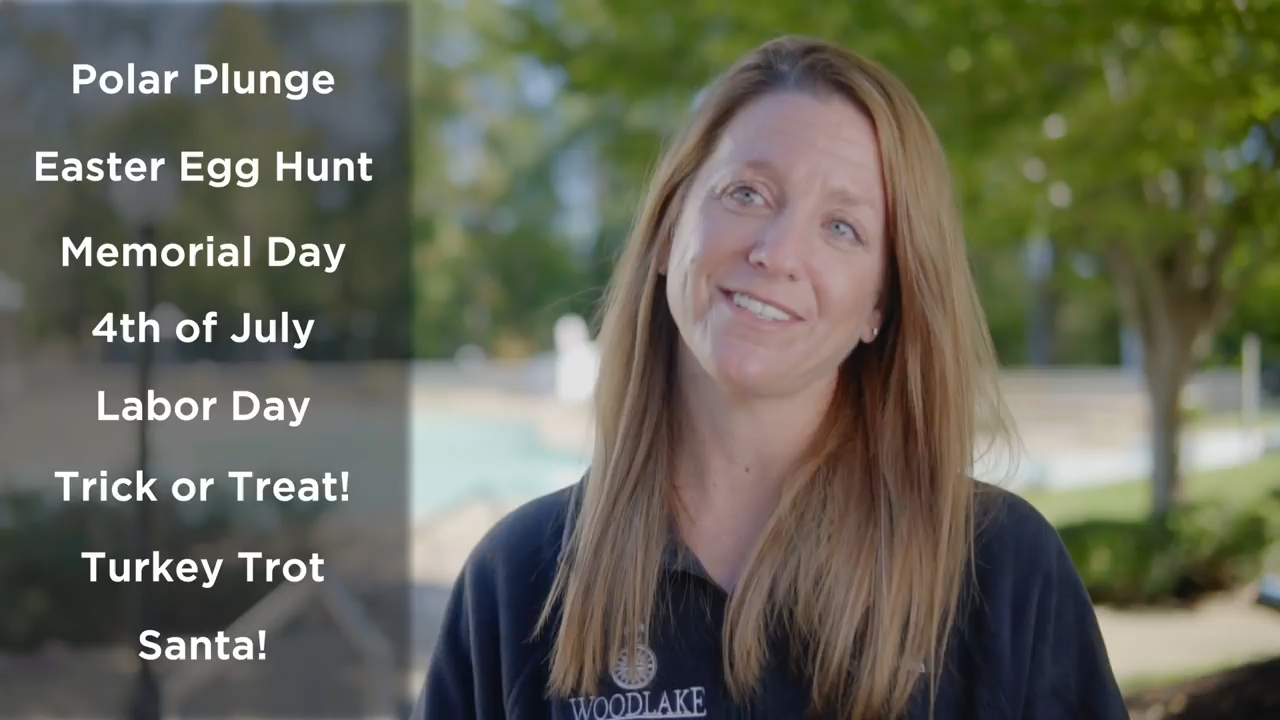 Polar Plunge
Easter Egg Hunt
Memorial Day
4th of July
Labor Day
Trick or Treat!
Turkey Trot
Santa!
WOODLAKE